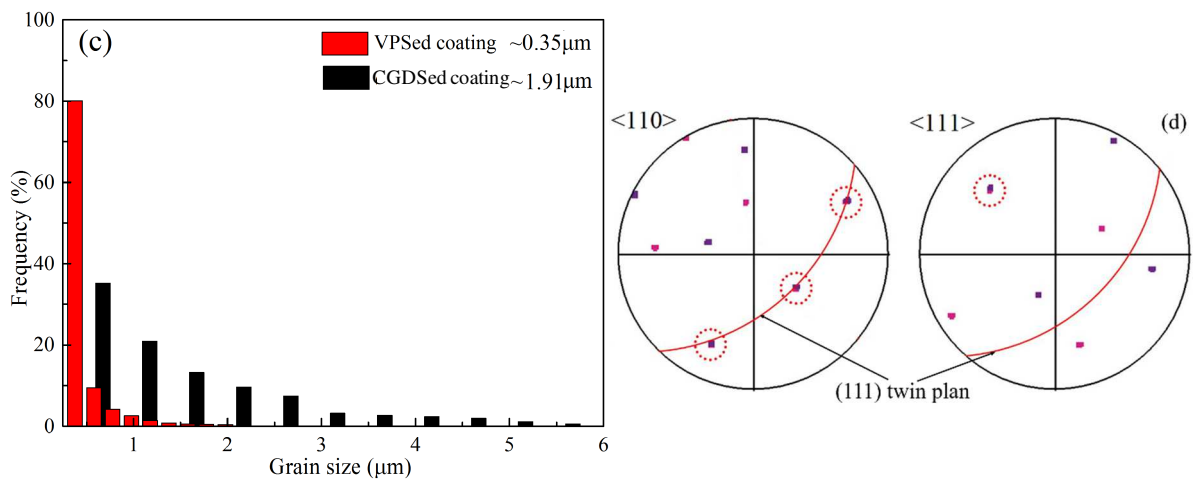 (c)
VPSed coating ~0.35μm
CGDSed coating~1.91μm
Frequency (%)
100
80
60
40
20
0
1
2
3
4
5
6
Grain size (μm)
<110>
<111>
(d)
(111) twin plan